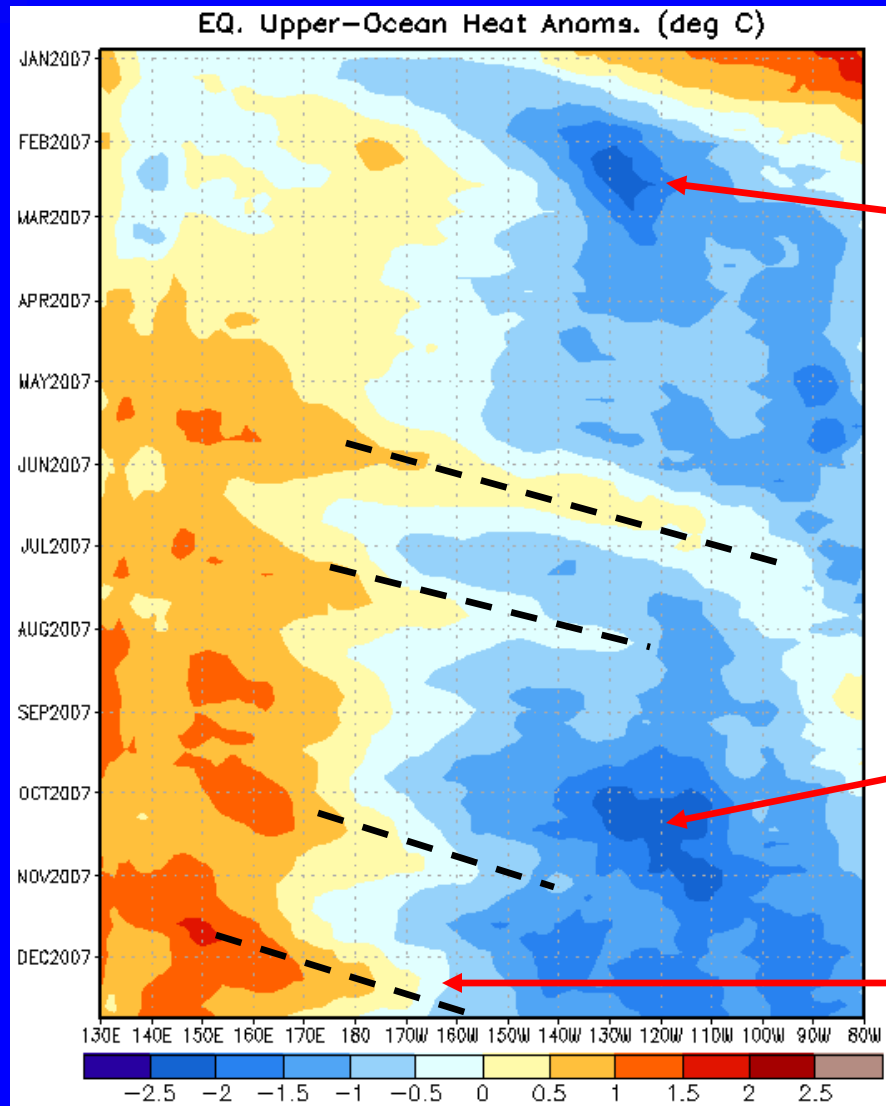 EQ. Upper-Ocean Heat Anoms. (deg C)
JAN2007
FEB2007
MAR2007
APR2007
MAY2007
JUN2007
JUL2007
AUG2007
SEP2007
OCT2007
NOV2007
DEC2007
130E 140E 150E 160E 170E 180 170W 160W 150W 140W 130W 120W 110W 100W 90W 80W
-2.5 -2 -1.5 -1 -0.5 0 0.5 1 1.5 2 2.5